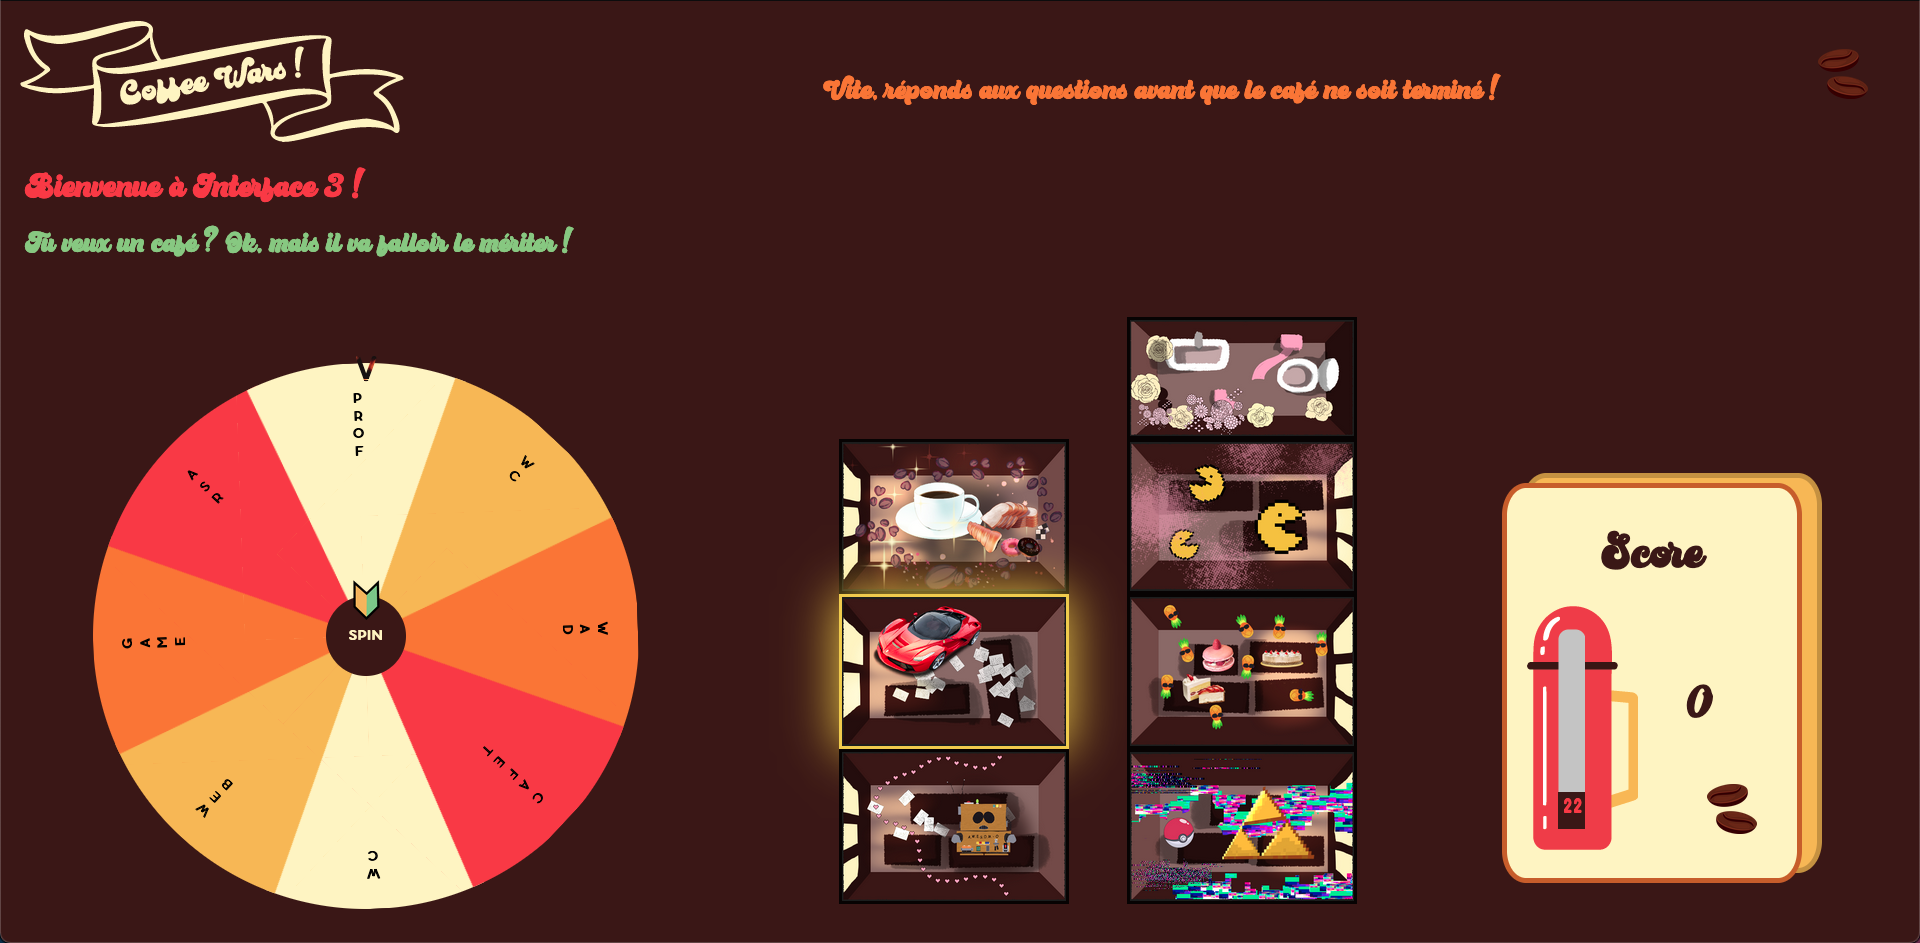 Coffee Wars !
Vite, réponds aux questions avant que le café ne soit terminé !
Bienvenue à Interface 3 !
Tu veux un café ? Ok, mais il va falloir le mériter !
PROF
WC
WAD
CAFET
WC
WEB
GAME
ASR
SPIN
Score
0
22